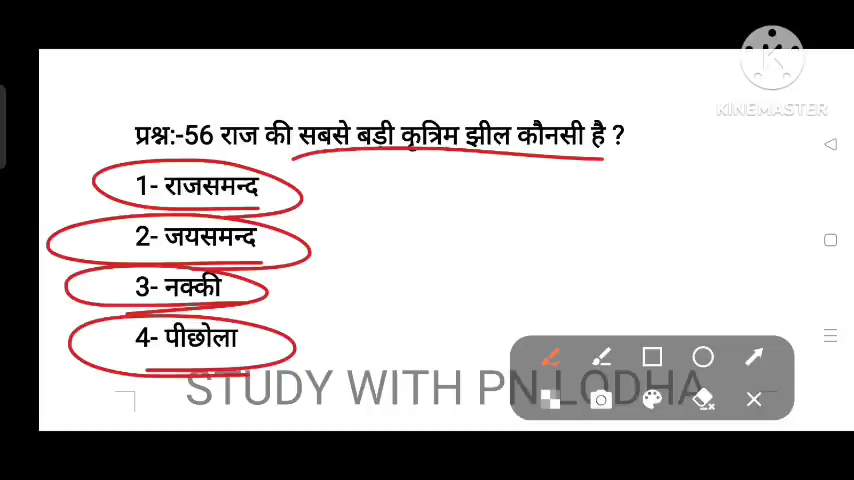 KINEMASTER
प्रश्न:-56 राज की सबसे बड़ी कृत्रिम झील कौनसी है ?
1- राजसमन्द
2- जयसमन्द
3- नक्की
4- पीछोला
STUDY WITH PN LODHA